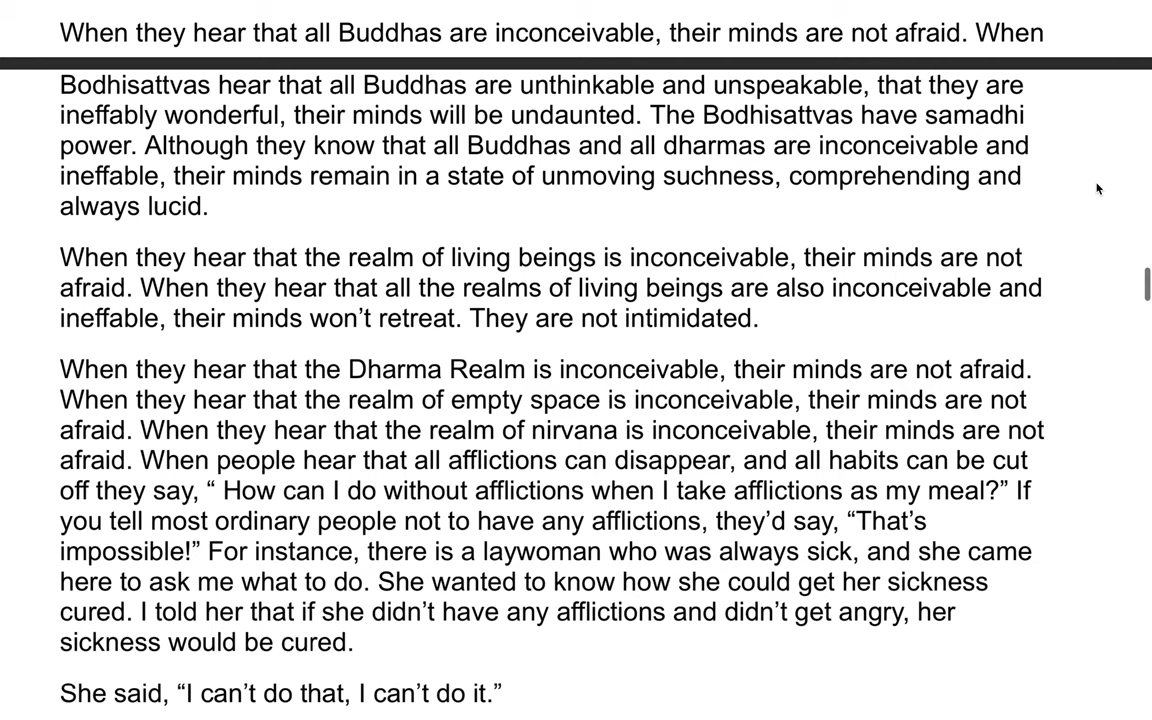 When they hear that all Buddhas are inconceivable, their minds are not afraid. When
Bodhisattvas hear that all Buddhas are unthinkable and unspeakable, that they are
ineffably wonderful, their minds will be undaunted. The Bodhisattvas have samadhi
power. Although they know that all Buddhas and all dharmas are inconceivable and
ineffable, their minds remain in a state of unmoving suchness, comprehending and
always lucid.
When they hear that the realm of living beings is inconceivable, their minds are not
afraid. When they hear that all the realms of living beings are also inconceivable and
ineffable, their minds won’t retreat. They are not intimidated.
When they hear that the Dharma Realm is inconceivable, their minds are not afraid.
When they hear that the realm of empty space is inconceivable, their minds are not
afraid. When they hear that the realm of nirvana is inconceivable, their minds are not
afraid. When people hear that all afflictions can disappear, and all habits can be cut
off they say, “ How can I do without afflictions when I take afflictions as my meal?” If
you tell most ordinary people not to have any afflictions, they’d say, “That’s
impossible!” For instance, there is a laywoman who was always sick, and she came
here to ask me what to do. She wanted to know how she could get her sickness
cured. I told her that if she didn’t have any afflictions and didn’t get angry, her
sickness would be cured.
She said, “I can’t do that, I can’t do it.”